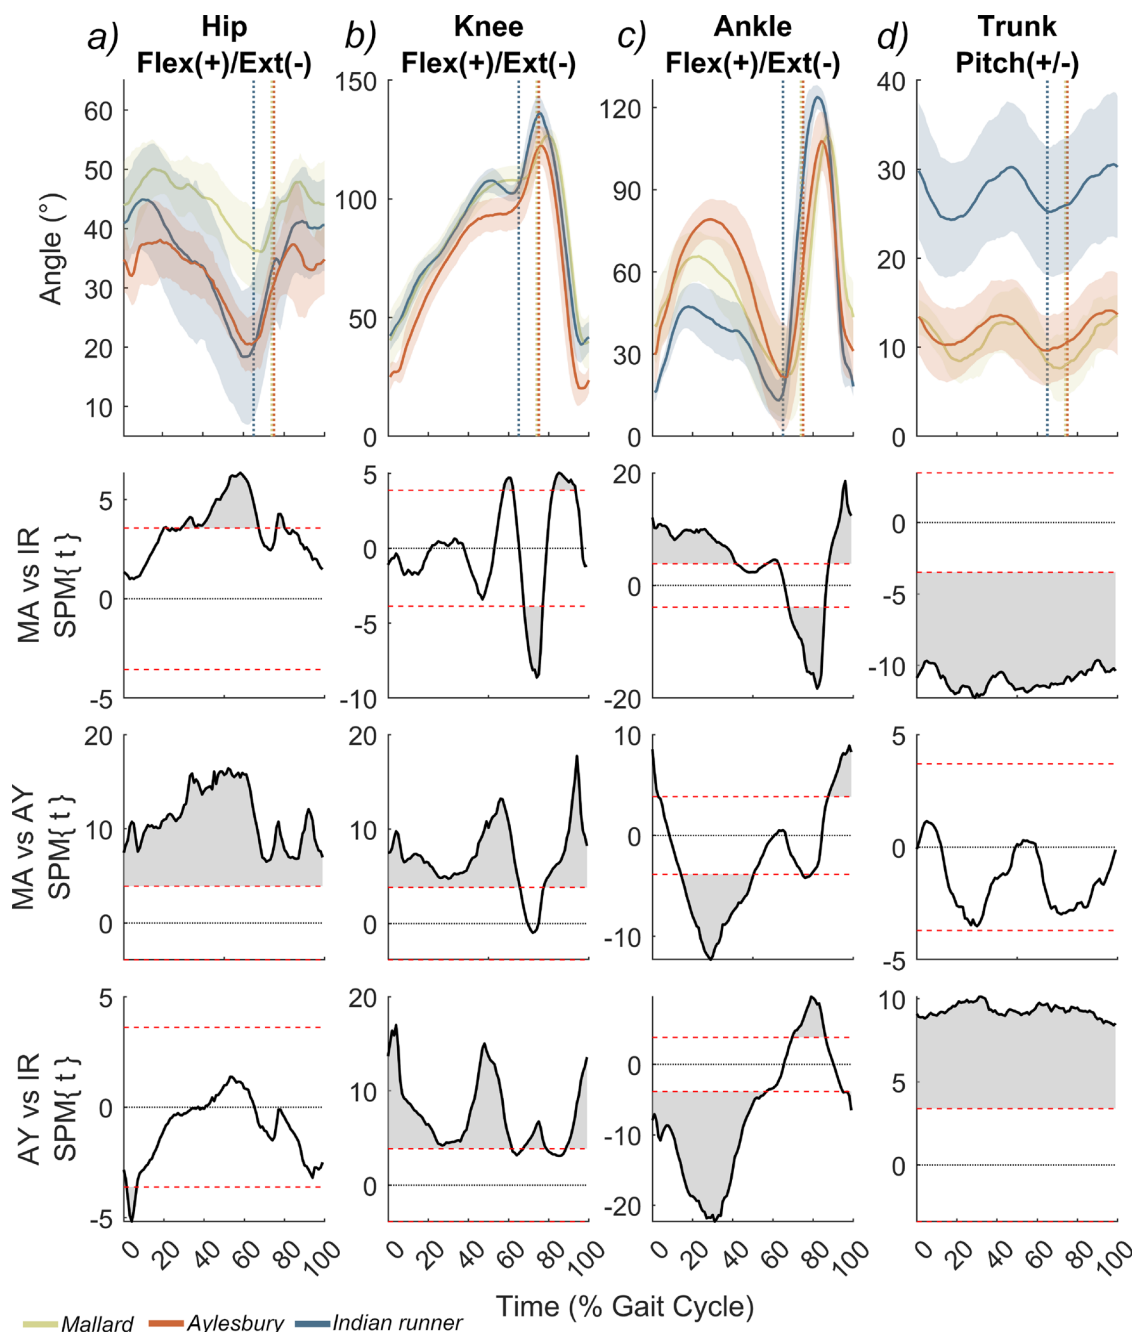 a) Hip b) Knee c) Ankle d) Trunk
Flex(+)/Ext(-) Flex(+)/Ext(-) Flex(+)/Ext(-) Pitch(+/-)
Angle (°)
60 50 40 30 20 10
150 100 50 0
120 90 60 30 0
40 30 20 10 0
MA vs IR
SPM{ t }
5 0 -5
5 0 -5 -10
20 0 -20
0 -5 -10
MA vs AY
SPM{ t }
20 10 0
20 10 0
10 0 -10
5 0 -5
AY vs IR
SPM{ t }
5 0 -5
20 10 0
0 -10 -20
10 5 0
0 20 40 60 80 100 0 20 40 60 80 100 0 20 40 60 80 100 0 20 40 60 80 100
Time (% Gait Cycle)
Mallard Aylesbury Indian runner